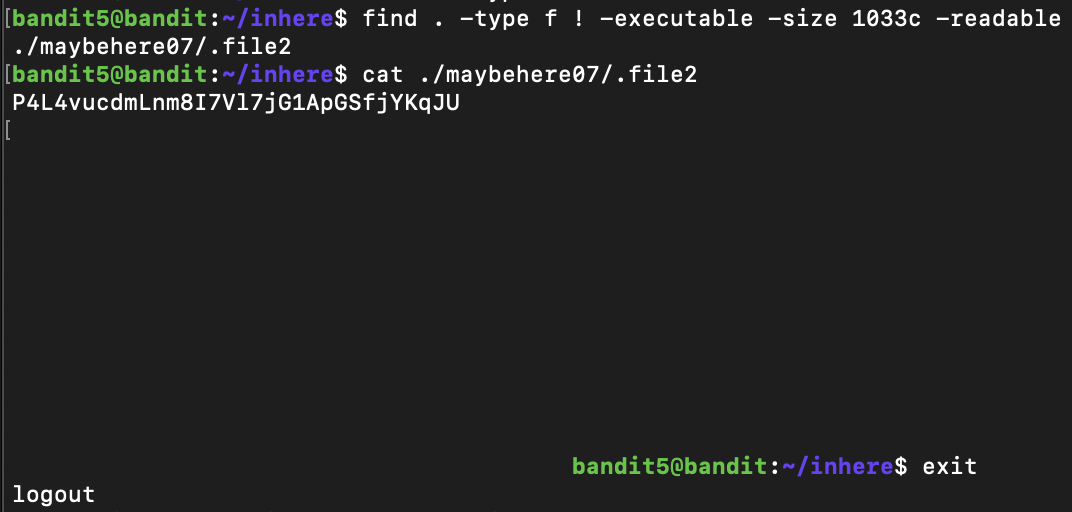 [bandit5@bandit:~/inhere$ find . -type f ! -executable -size 1033c -readable
./maybehere07/.file2
[bandit5@bandit:~/inhere$ cat ./maybehere07/.file2
P4L4vucdmLnm8I7Vl7jG1ApGSfjYKqJU
[
bandit5@bandit:~/inhere$ exit
logout